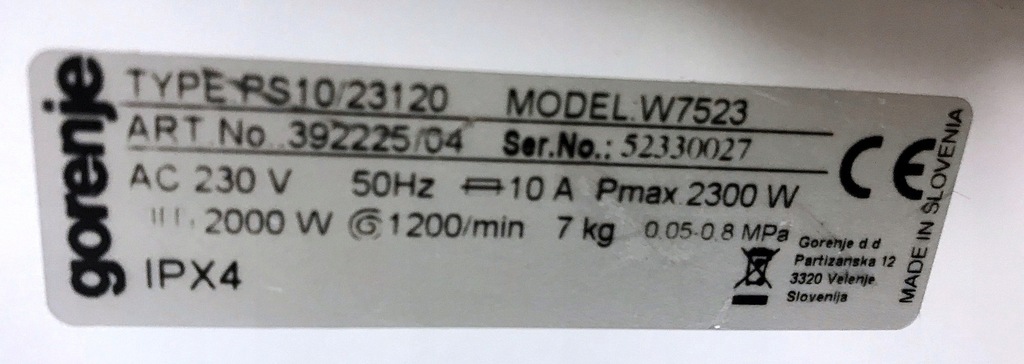 gorenje
TYPE PS10/23120 MODEL W7523
ART.No. 392225/04 Ser.No.: 52330027
AC 230 V 50Hz 10 A Pmax 2300 W
2000 W 1200/min 7 kg 0.05-0.8 MPa
IPX4
Gorenje d d
Partizanska 12
3320 Velenje
Slovenija
CE
MADE IN SLOVENIA